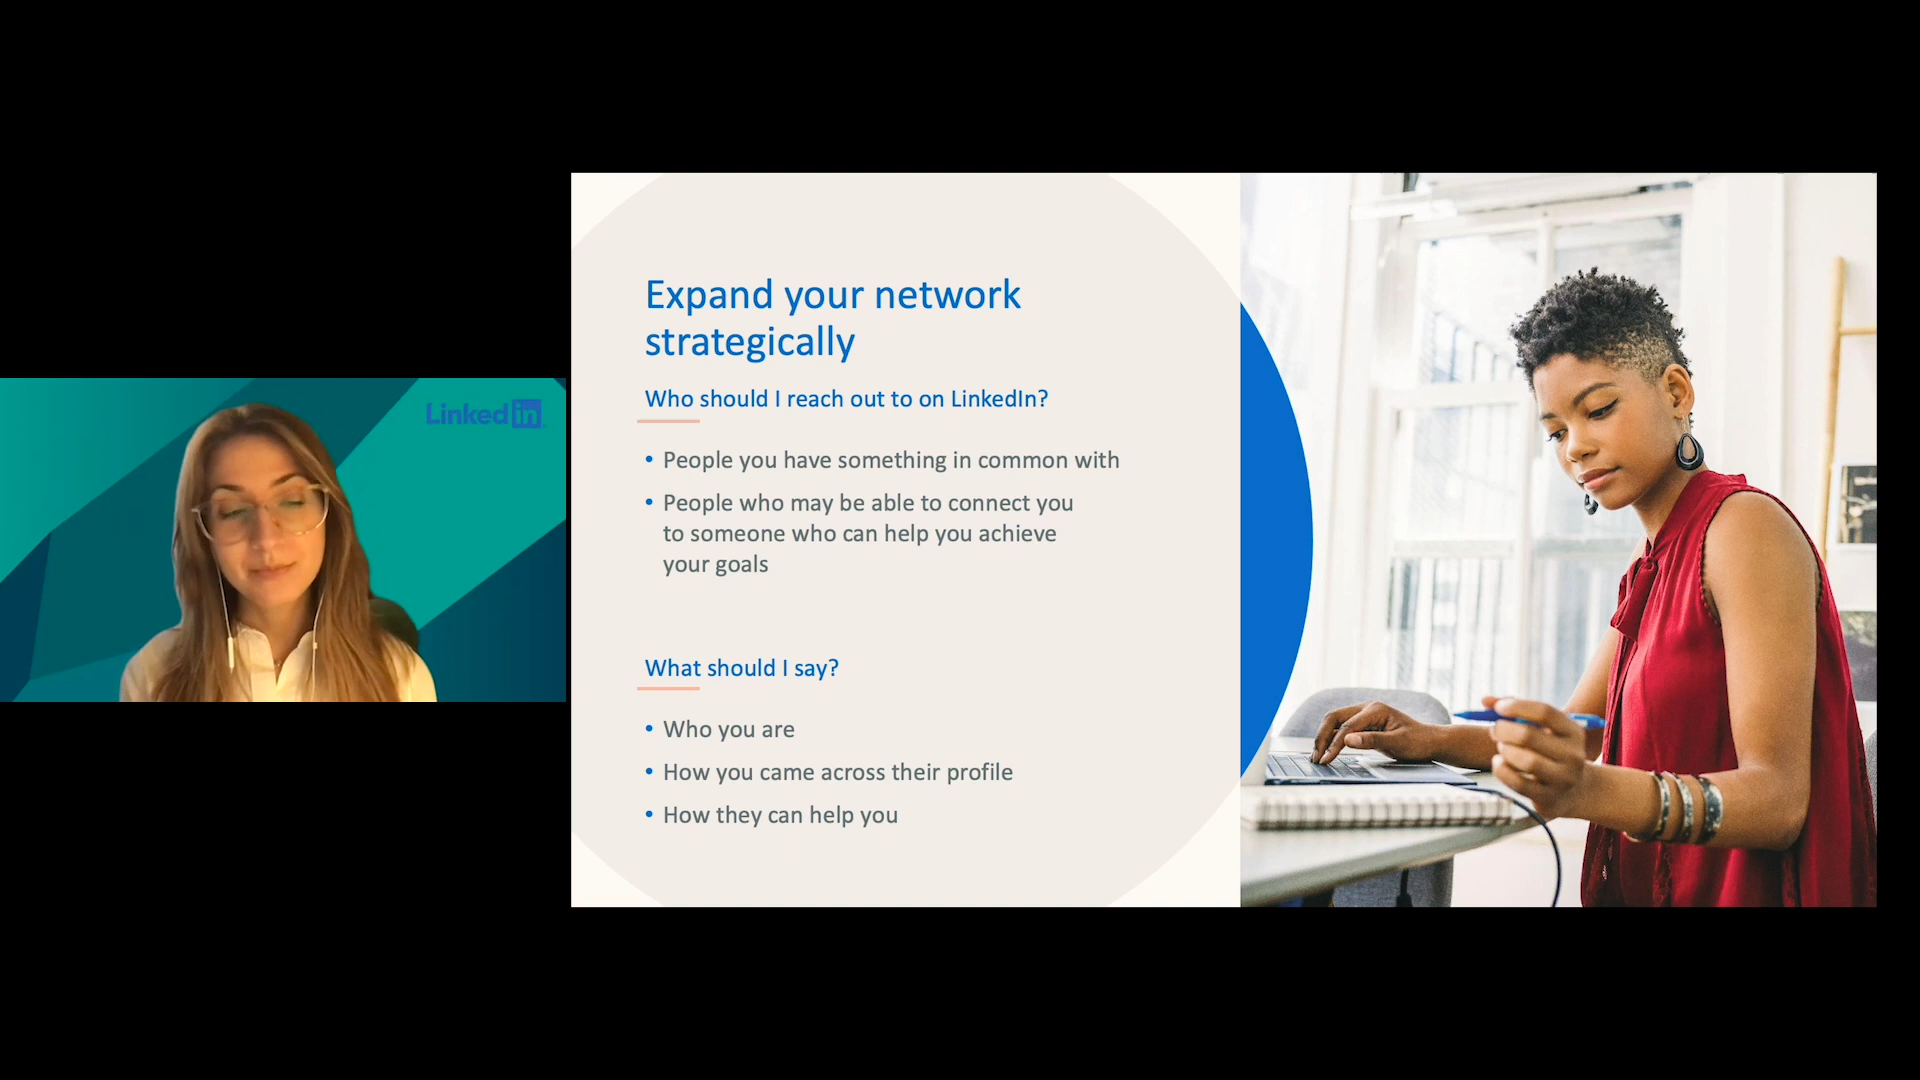 Linked in
Expand your network
strategically
Who should I reach out to on LinkedIn?
• People you have something in common with
• People who may be able to connect you
to someone who can help you achieve
your goals
What should I say?
• Who you are
• How you came across their profile
• How they can help you